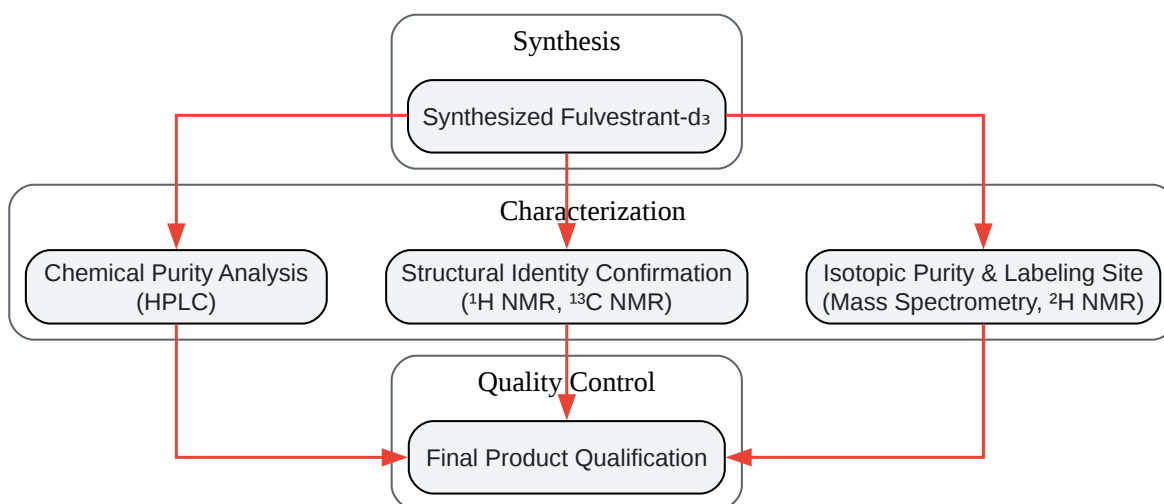 Synthesis
Synthesized Fulvestrant-d₃
Characterization
Chemical Purity Analysis
(HPLC)
Structural Identity Confirmation
(¹H NMR, ¹³C NMR)
Isotopic Purity & Labeling Site
(Mass Spectrometry, ²H NMR)
Quality Control
Final Product Qualification